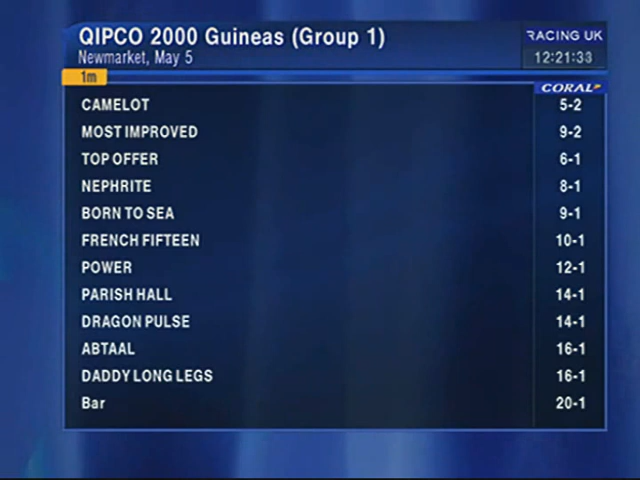 QIPCO 2000 Guineas (Group 1)
RACING UK
Newmarket, May 5
12:21:33
1m
CORAL
CAMELOT 5-2
MOST IMPROVED 9-2
TOP OFFER 6-1
NEPHRITE 8-1
BORN TO SEA 9-1
FRENCH FIFTEEN 10-1
POWER 12-1
PARISH HALL 14-1
DRAGON PULSE 14-1
ABTAAL 16-1
DADDY LONG LEGS 16-1
Bar 20-1